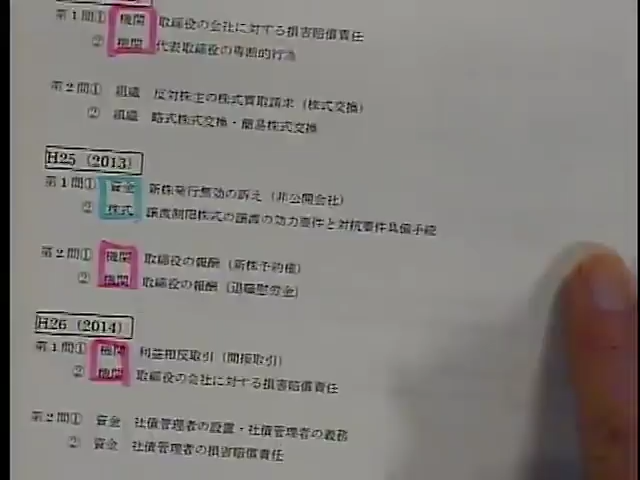 第1問① 機関 取締役の会社に対する損害賠償責任
② 機関 代表取締役の専断的行為
第2問① 組織 反対株主の株式買取請求（株式交換）
② 組織 略式株式交換・簡易株式交換
H25（2013）
第1問① 資金 新株発行無効の訴え（非公開会社）
② 株式 譲渡制限株式の譲渡の効力要件と対抗要件具備手続
第2問① 機関 取締役の報酬（新株予約権）
② 機関 取締役の報酬（退職慰労金）
H26（2014）
第1問① 機関 利益相反取引（間接取引）
② 機関 取締役の会社に対する損害賠償責任
第2問① 資金 社債管理者の設置・社債管理者の義務
② 資金 社債管理者の損害賠償責任